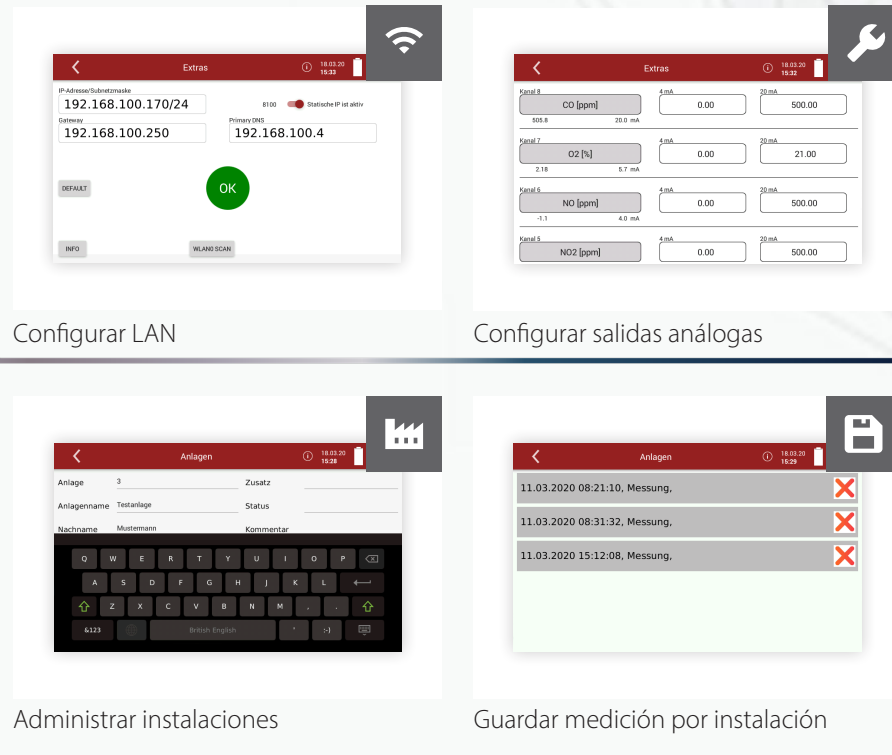 Extras
18.03.20
15:33
IP-Adresse/Subnetzmaske
192.168.100.170/24
8100
Statische IP ist aktiv
Gateway
192.168.100.250
Primary DNS
192.168.100.4
DEFAULT
OK
INFO
WLAN0 SCAN
Configurar LAN
Extras
18.03.20
15:32
Kanal 8
4 mA
20 mA
CO [ppm]
0.00
500.00
505.8
20.0 mA
Kanal 7
4 mA
20 mA
O2 [%]
0.00
21.00
2.18
5.7 mA
Kanal 6
4 mA
20 mA
NO [ppm]
0.00
500.00
-1.1
4.0 mA
Kanal 5
4 mA
20 mA
NO2 [ppm]
0.00
500.00
Configurar salidas análogas
Anlagen
18.03.20
15:28
Anlage
3
Zusatz
Anlagenname
Testanlage
Status
Nachname
Mustermann
Kommentar
Q W E R T Y U I O P
A S D F G H J K L
Z X C V B N M , .
&123
British English
'
:-)
Administrar instalaciones
Anlagen
18.03.20
15:29
11.03.2020 08:21:10, Messung,
11.03.2020 08:31:32, Messung,
11.03.2020 15:12:08, Messung,
Guardar medición por instalación